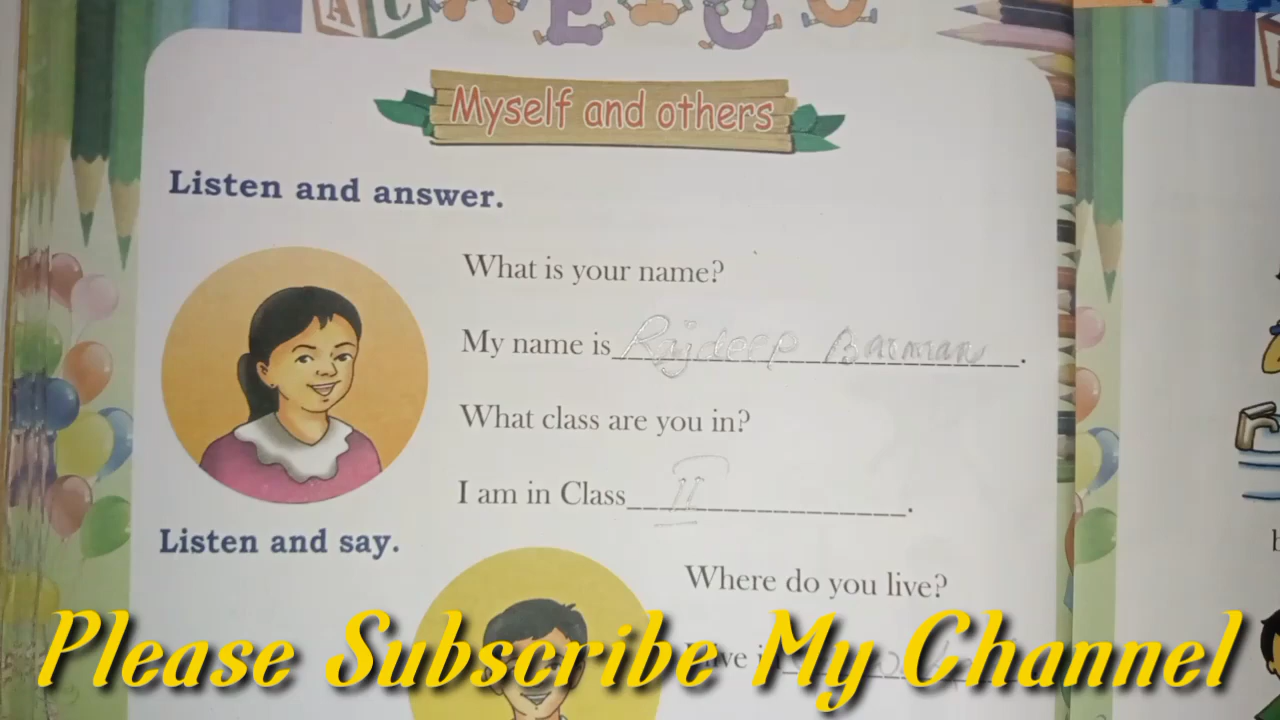 Myself and others
Listen and answer.
What is your name?
My name is Rajdeep Barman.
What class are you in?
I am in Class II.
Listen and say.
Where do you live?
Please Subscribe My Channel